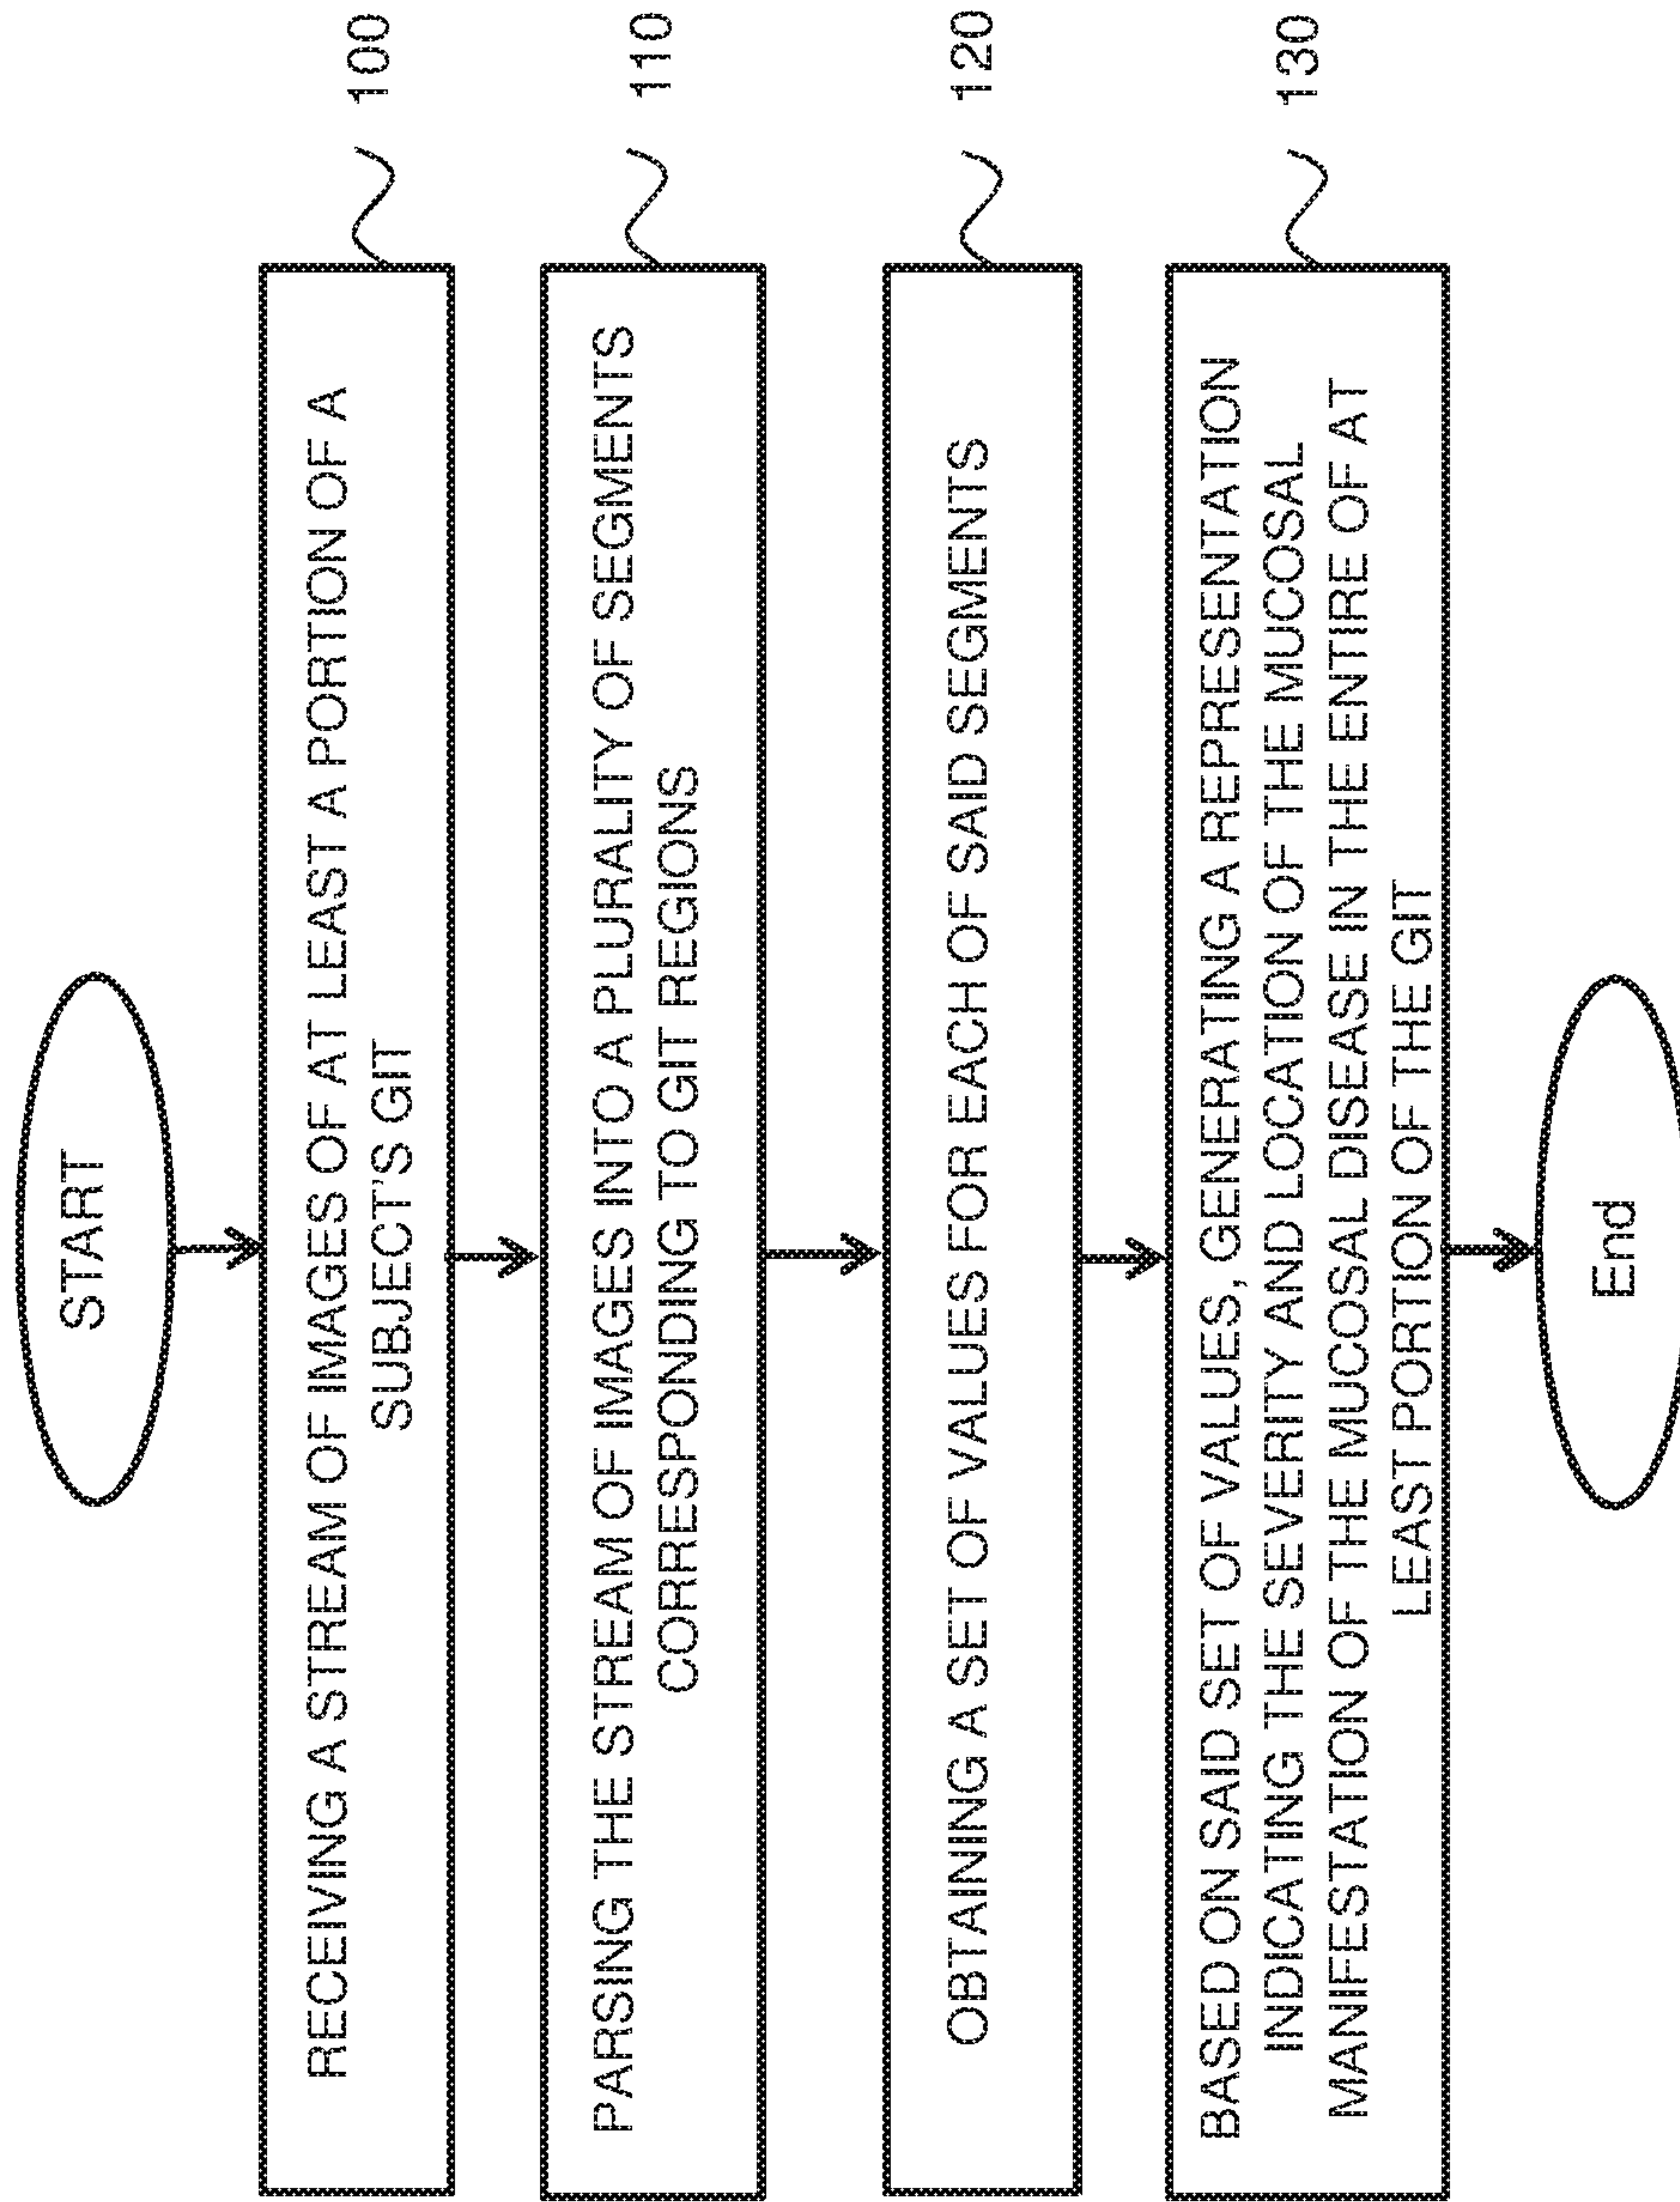 START
RECEIVING A STREAM OF IMAGES OF AT LEAST A PORTION OF A
SUBJECT'S GIT
100
PARSING THE STREAM OF IMAGES INTO A PLURALITY OF SEGMENTS
CORRESPONDING TO GIT REGIONS
110
OBTAINING A SET OF VALUES FOR EACH OF SAID SEGMENTS
120
BASED ON SAID SET OF VALUES, GENERATING A REPRESENTATION
INDICATING THE SEVERITY AND LOCATION OF THE MUCOSAL
MANIFESTATION OF THE MUCOSAL DISEASE IN THE ENTIRE OF AT
LEAST PORTION OF THE GIT
130
End